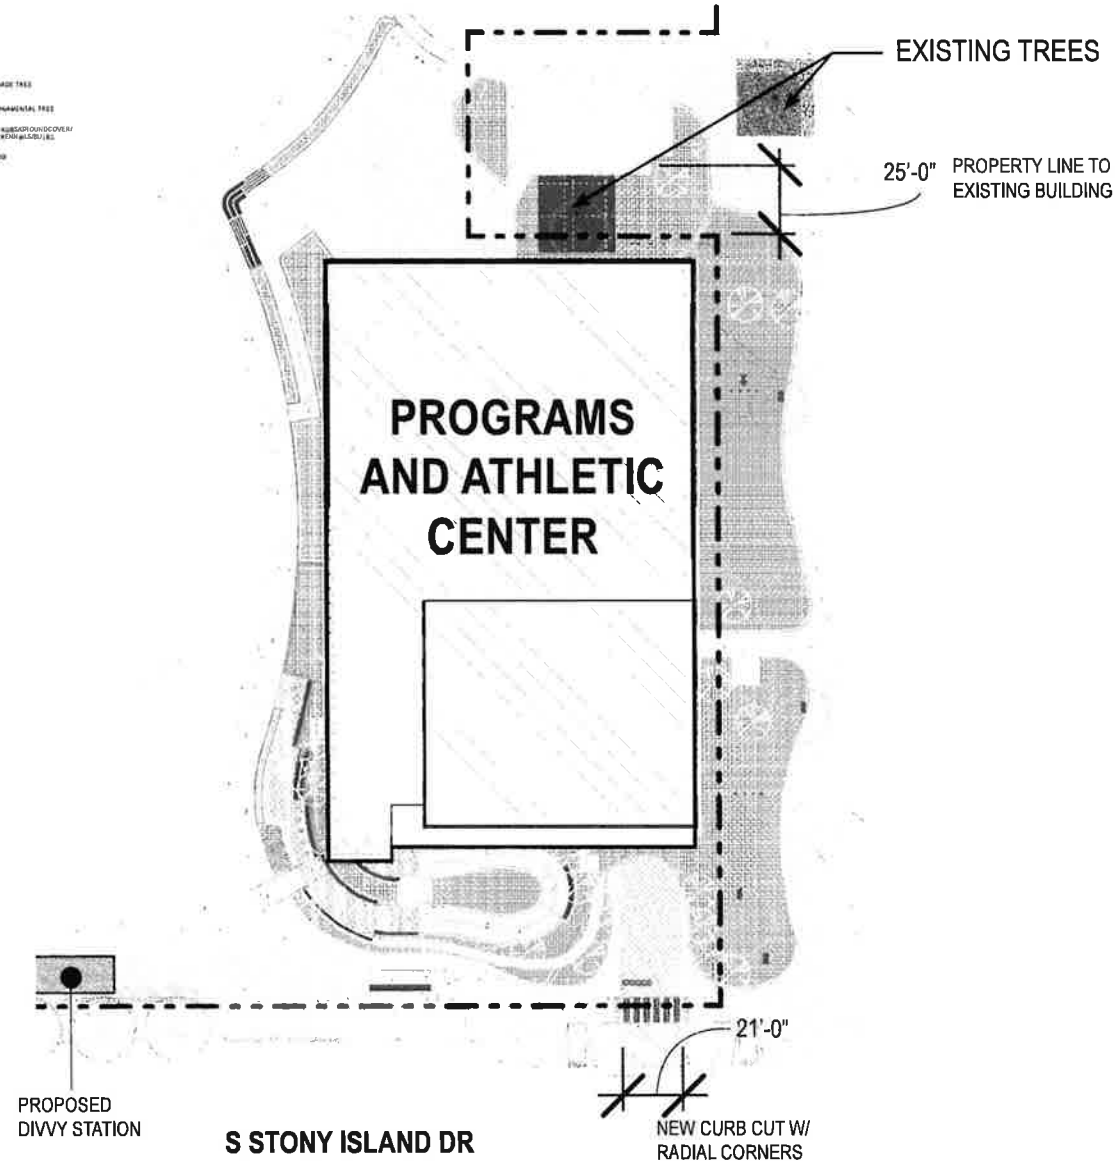 EXISTING TREES
25'-0" PROPERTY LINE TO
EXISTING BUILDING
PROGRAMS
AND ATHLETIC
CENTER
21'-0"
PROPOSED
DIVVY STATION
S STONY ISLAND DR
NEW CURB CUT W/
RADIAL CORNERS